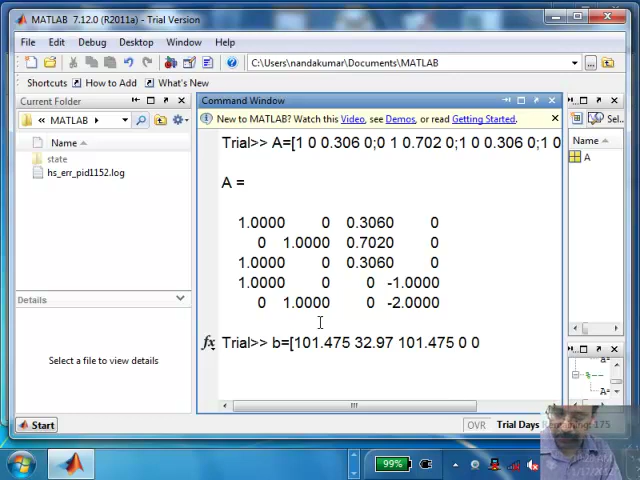 MATLAB 7.12.0 (R2011a) - Trial Version
File Edit Debug Desktop Window Help
C:\Users\nandakumar\Documents\MATLAB
Shortcuts How to Add What's New
Current Folder
Command Window
« MATLAB
New to MATLAB? Watch this Video, see Demos, or read Getting Started.
Sel...
Name
Name
state
hs_err_pid1152.log
A
Trial>> A=[1 0 0.306 0;0 1 0.702 0;1 0 0.306 0;1 0
A =
1.0000 0 0.3060 0
0 1.0000 0.7020 0
1.0000 0 0.3060 0
1.0000 0 0 -1.0000
0 1.0000 0 -2.0000
fx Trial>> b=[101.475 32.97 101.475 0 0
Details
Select a file to view details
%--
Start
OVR
Trial Days Remaining: 175
99%